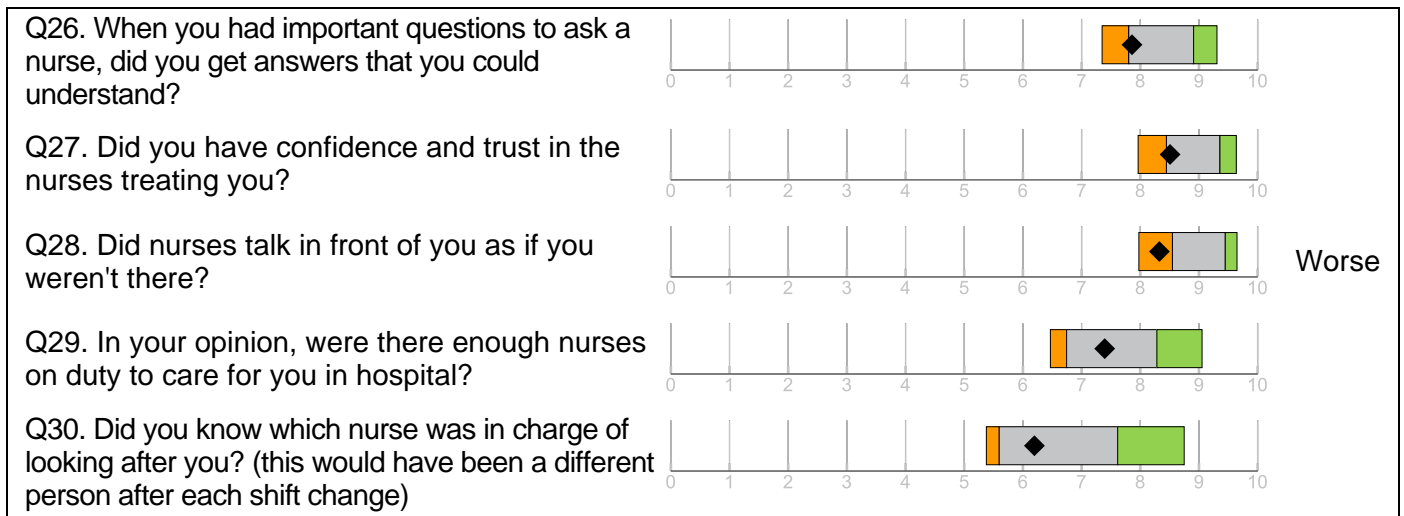 Q26. When you had important questions to ask a
nurse, did you get answers that you could
understand?
0 1 2 3 4 5 6 7 8 9 10
Q27. Did you have confidence and trust in the
nurses treating you?
0 1 2 3 4 5 6 7 8 9 10
Q28. Did nurses talk in front of you as if you
weren't there?
Worse
0 1 2 3 4 5 6 7 8 9 10
Q29. In your opinion, were there enough nurses
on duty to care for you in hospital?
0 1 2 3 4 5 6 7 8 9 10
Q30. Did you know which nurse was in charge of
looking after you? (this would have been a different
person after each shift change)
0 1 2 3 4 5 6 7 8 9 10